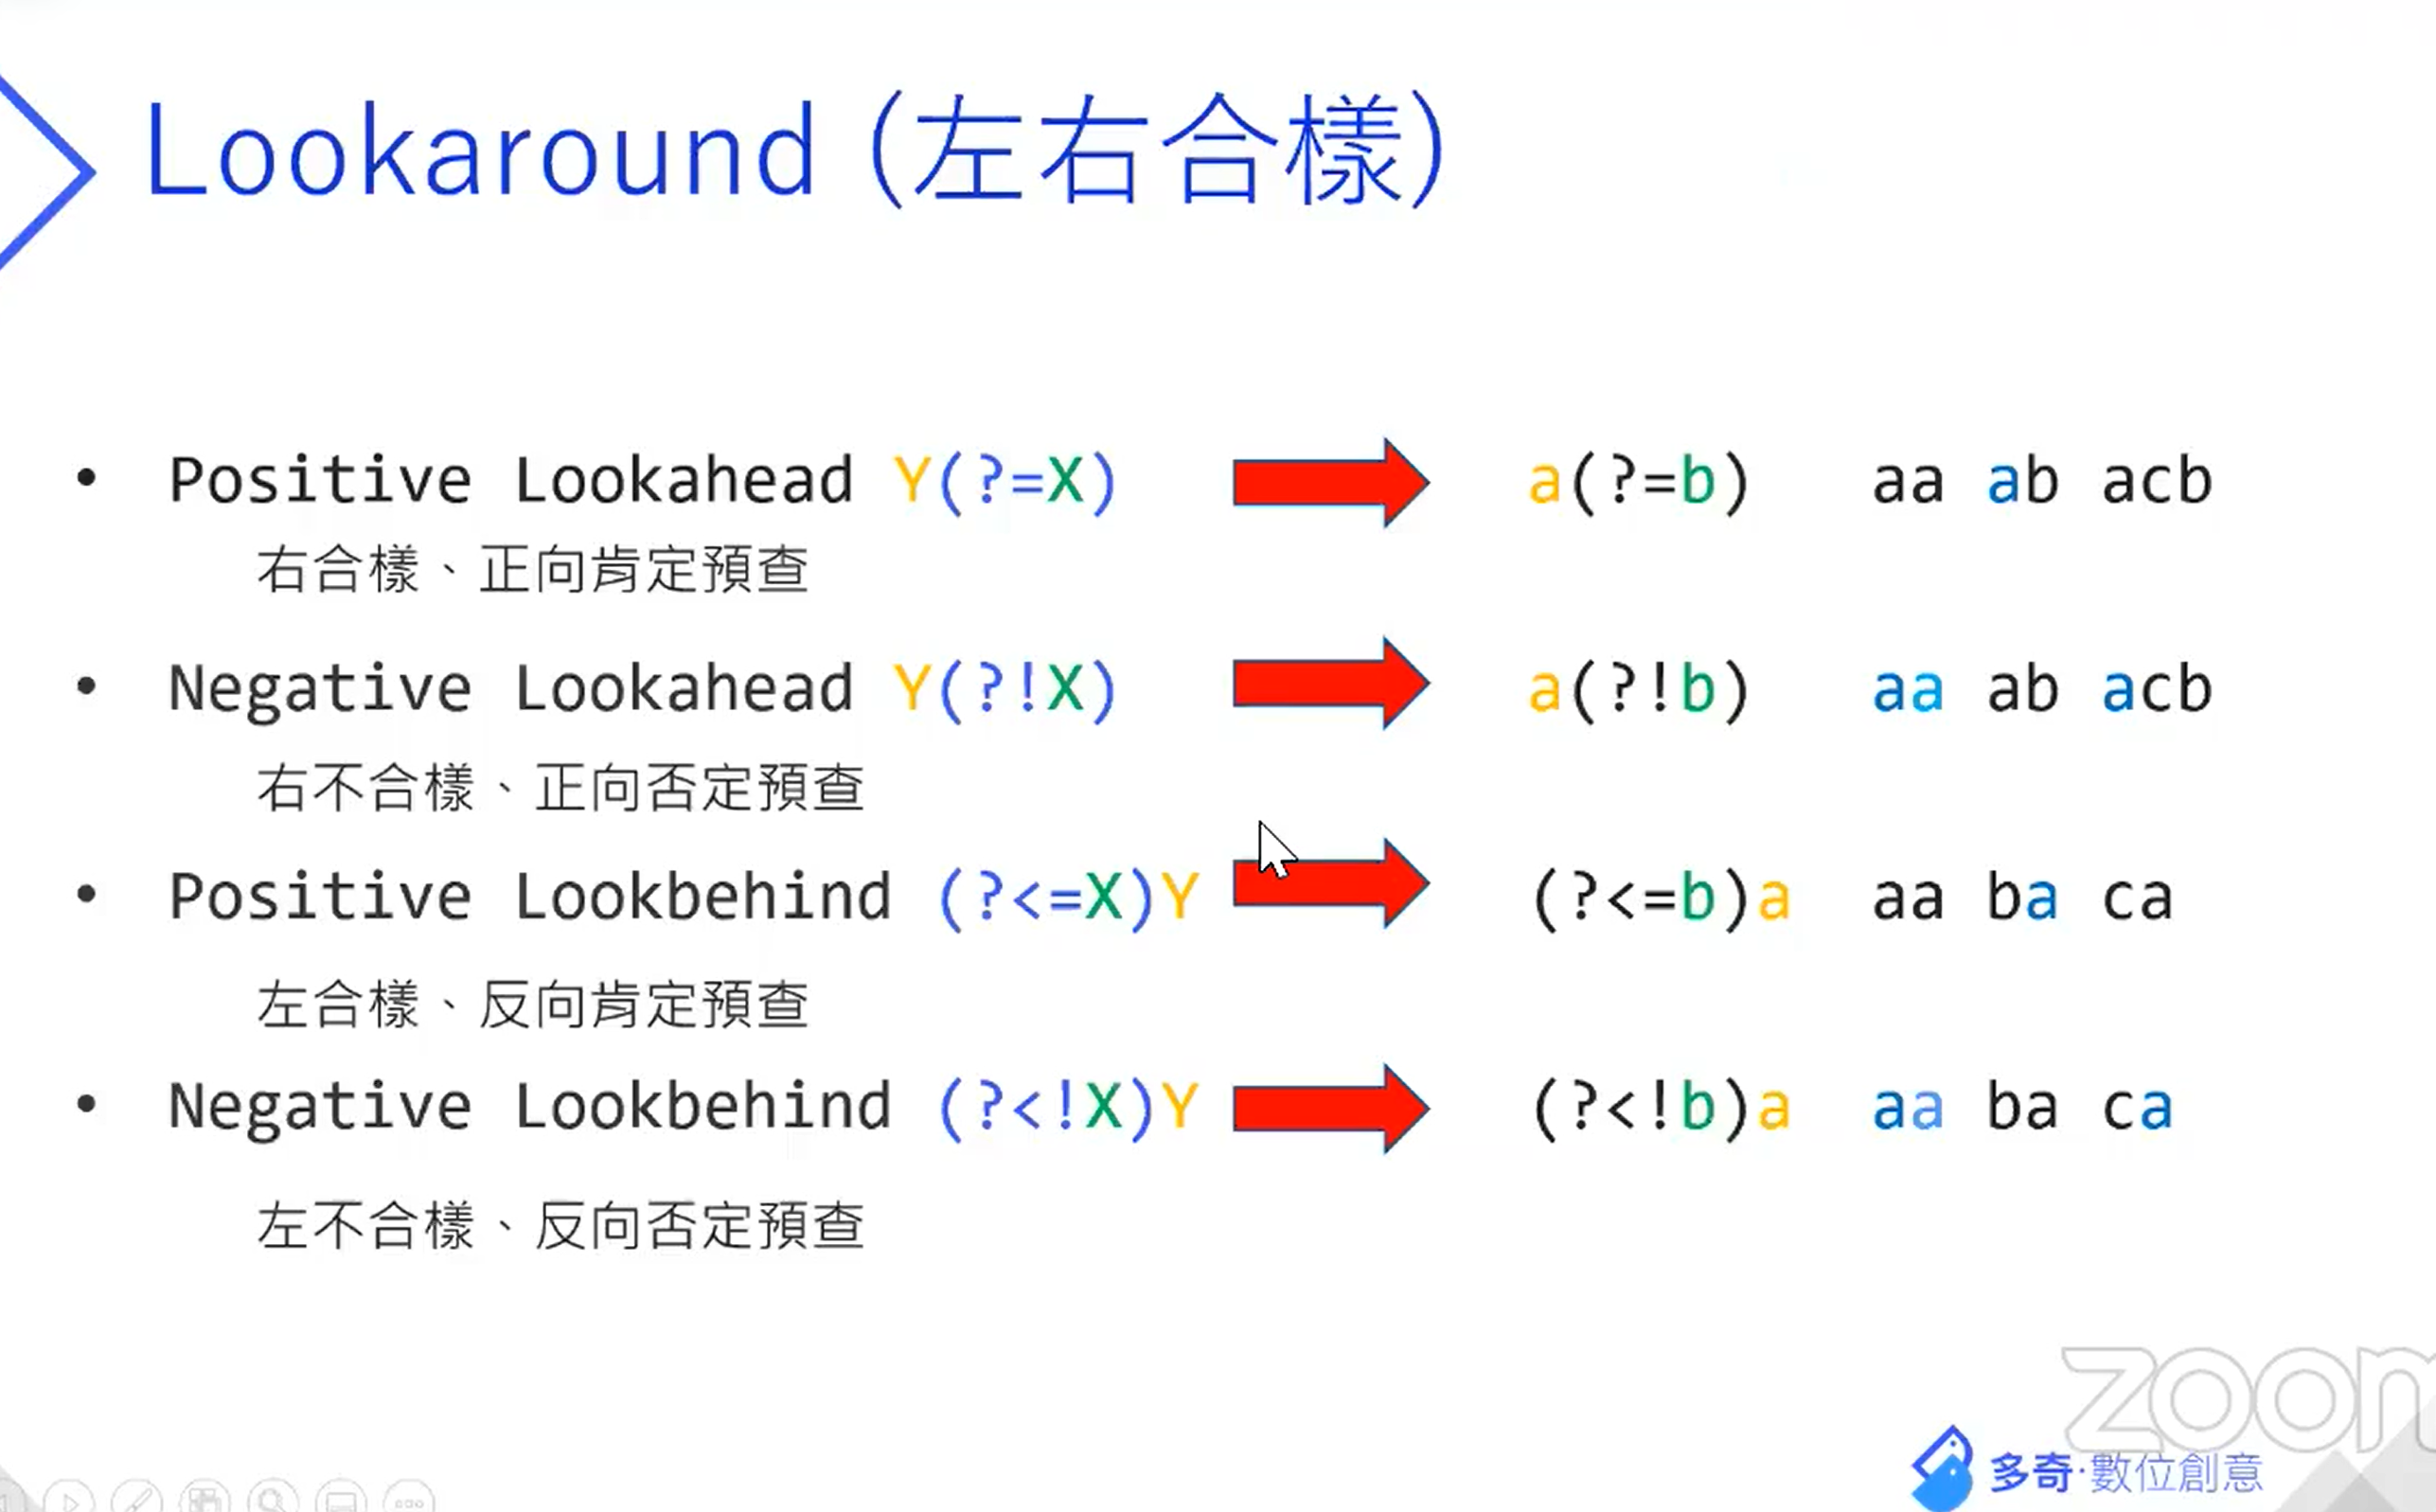 Lookaround (左右合樣)
• Positive Lookahead Y(?=X) a(?=b) aa ab acb
右合樣、正向肯定預查
• Negative Lookahead Y(?!X) a(?!b) aa ab acb
右不合樣、正向否定預查
• Positive Lookbehind (?<=X)Y (?<=b)a aa ba ca
左合樣、反向肯定預查
• Negative Lookbehind (?<!X)Y (?<!b)a aa ba ca
左不合樣、反向否定預查
zoom
多奇·數位創意